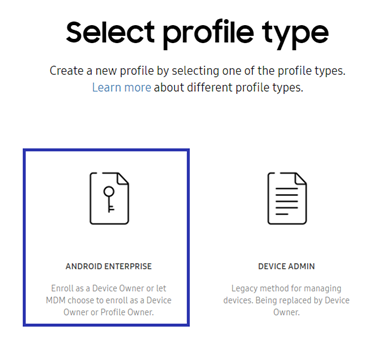 Select profile type
Create a new profile by selecting one of the profile types.
Learn more about different profile types.
ANDROID ENTERPRISE
Enroll as a Device Owner or let
MDM choose to enroll as a Device
Owner or Profile Owner.
DEVICE ADMIN
Legacy method for managing
devices. Being replaced by Device
Owner.